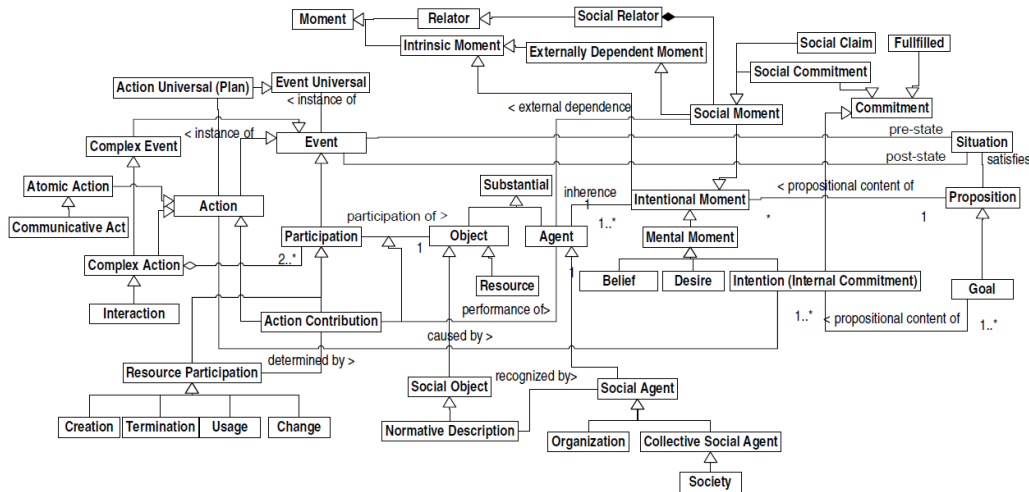 Moment
Relator
Social Relator
Intrinsic Moment
Externally Dependent Moment
Social Claim
Fullfilled
Social Commitment
Action Universal (Plan)
Event Universal
< instance of
< external dependence
Social Moment
Commitment
< instance of
Event
Complex Event
pre-state
Situation
post-state
satisfies
Atomic Action
Substantial
Action
inherence
1
Intentional Moment
< propositional content of
Proposition
Communicative Act
participation of >
1..*
*
1
Participation
1
Object
Agent
Mental Moment
Complex Action
2..*
1
Resource
Belief
Desire
Intention (Internal Commitment)
Goal
Interaction
performance of>
Action Contribution
1..*
< propositional content of
1..*
caused by >
determined by >
Resource Participation
Social Object
recognized by>
Social Agent
Creation
Termination
Usage
Change
Normative Description
Organization
Collective Social Agent
Society